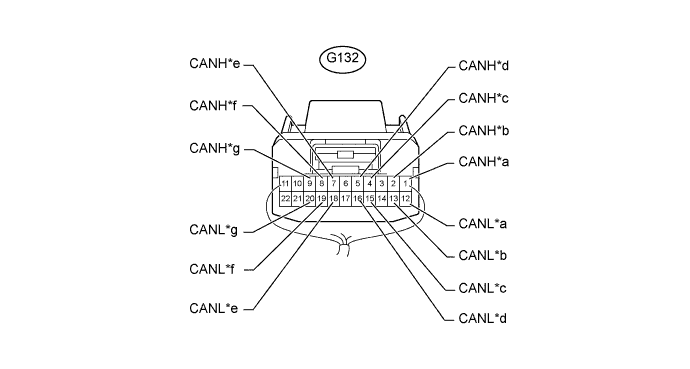 G132
CANH*e
CANH*f
CANH*g
CANH*d
CANH*c
CANH*b
CANH*a
11 10 9 8 7 6 5 4 3 2 1
22 21 20 19 18 17 16 15 14 13 12
CANL*g
CANL*f
CANL*e
CANL*a
CANL*b
CANL*c
CANL*d